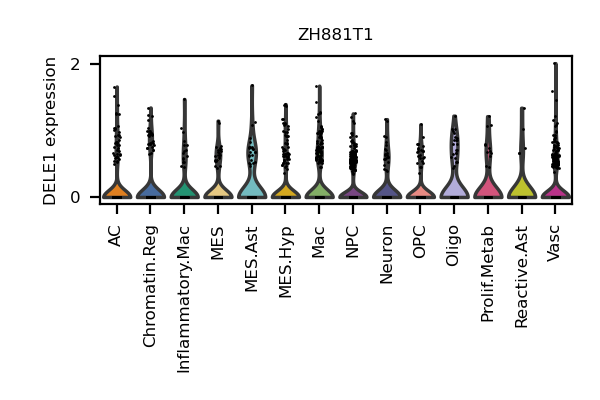 ZH881T1
DELE1 expression
2
0
AC
Chromatin.Reg
Inflammatory.Mac
MES
MES.Ast
MES.Hyp
Mac
NPC
Neuron
OPC
Oligo
Prolif.Metab
Reactive.Ast
Vasc